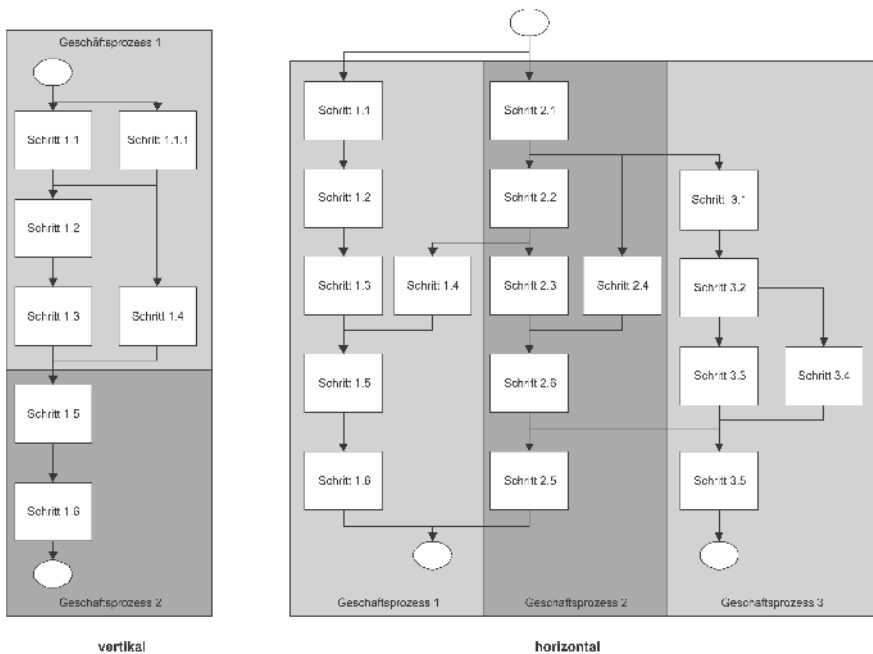 Geschäftsprozess 1
Schritt 1.1
Schritt 1.1.1
Schritt 1.2
Schritt 1.3
Schritt 1.4
Schritt 1.5
Schritt 1.6
Geschäftsprozess 2
vertikal
Schritt 1.1
Schritt 2.1
Schritt 1.2
Schritt 2.2
Schritt 3.1
Schritt 1.3
Schritt 1.4
Schritt 2.3
Schritt 2.4
Schritt 3.2
Schritt 1.5
Schritt 2.6
Schritt 3.3
Schritt 3.4
Schritt 1.6
Schritt 2.5
Schritt 3.5
Geschäftsprozess 1
Geschäftsprozess 2
Geschäftsprozess 3
horizontal